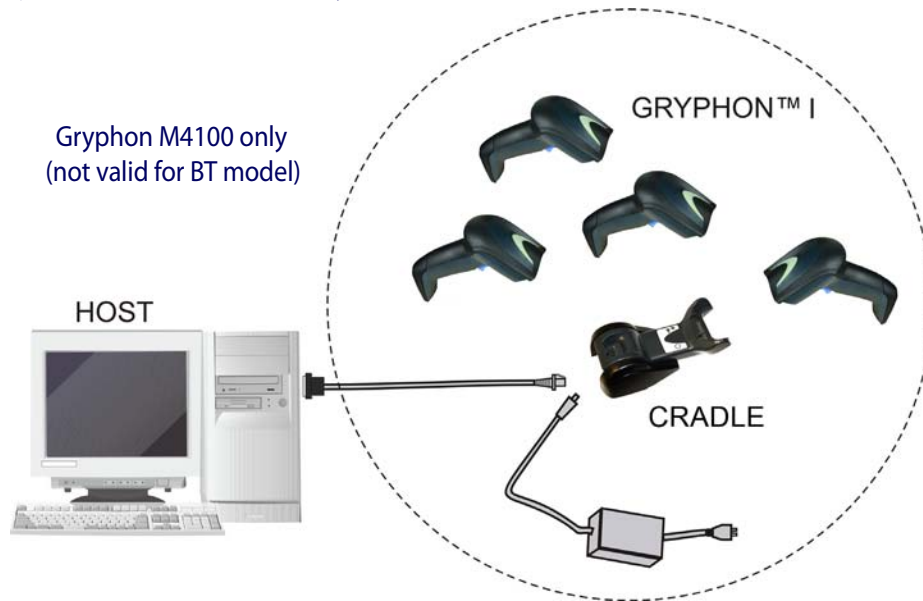 GRYPHON™ I
Gryphon M4100 only
(not valid for BT model)
HOST
CRADLE